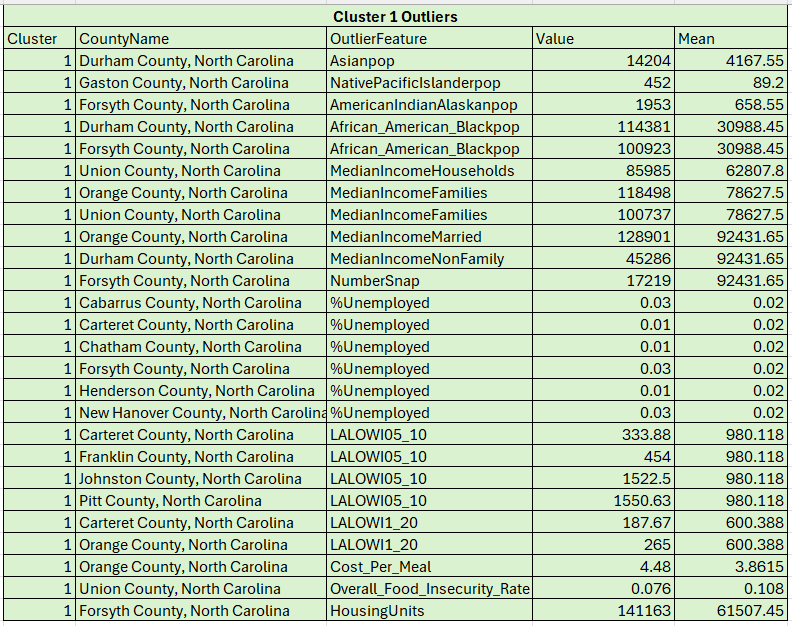 Cluster 1 Outliers
Cluster CountyName OutlierFeature Value Mean
1 Durham County, North Carolina Asianpop 14204 4167.55
1 Gaston County, North Carolina NativePacificIslanderpop 452 89.2
1 Forsyth County, North Carolina AmericanIndianAlaskanpop 1953 658.55
1 Durham County, North Carolina African_American_Blackpop 114381 30988.45
1 Forsyth County, North Carolina African_American_Blackpop 100923 30988.45
1 Union County, North Carolina MedianIncomeHouseholds 85985 62807.8
1 Orange County, North Carolina MedianIncomeFamilies 118498 78627.5
1 Union County, North Carolina MedianIncomeFamilies 100737 78627.5
1 Orange County, North Carolina MedianIncomeMarried 128901 92431.65
1 Durham County, North Carolina MedianIncomeNonFamily 45286 92431.65
1 Forsyth County, North Carolina NumberSnap 17219 92431.65
1 Cabarrus County, North Carolina %Unemployed 0.03 0.02
1 Carteret County, North Carolina %Unemployed 0.01 0.02
1 Chatham County, North Carolina %Unemployed 0.01 0.02
1 Forsyth County, North Carolina %Unemployed 0.03 0.02
1 Henderson County, North Carolina %Unemployed 0.01 0.02
1 New Hanover County, North Carolina %Unemployed 0.03 0.02
1 Carteret County, North Carolina LALOWI05_10 333.88 980.118
1 Franklin County, North Carolina LALOWI05_10 454 980.118
1 Johnston County, North Carolina LALOWI05_10 1522.5 980.118
1 Pitt County, North Carolina LALOWI05_10 1550.63 980.118
1 Carteret County, North Carolina LALOWI1_20 187.67 600.388
1 Orange County, North Carolina LALOWI1_20 265 600.388
1 Orange County, North Carolina Cost_Per_Meal 4.48 3.8615
1 Union County, North Carolina Overall_Food_Insecurity_Rate 0.076 0.108
1 Forsyth County, North Carolina HousingUnits 141163 61507.45